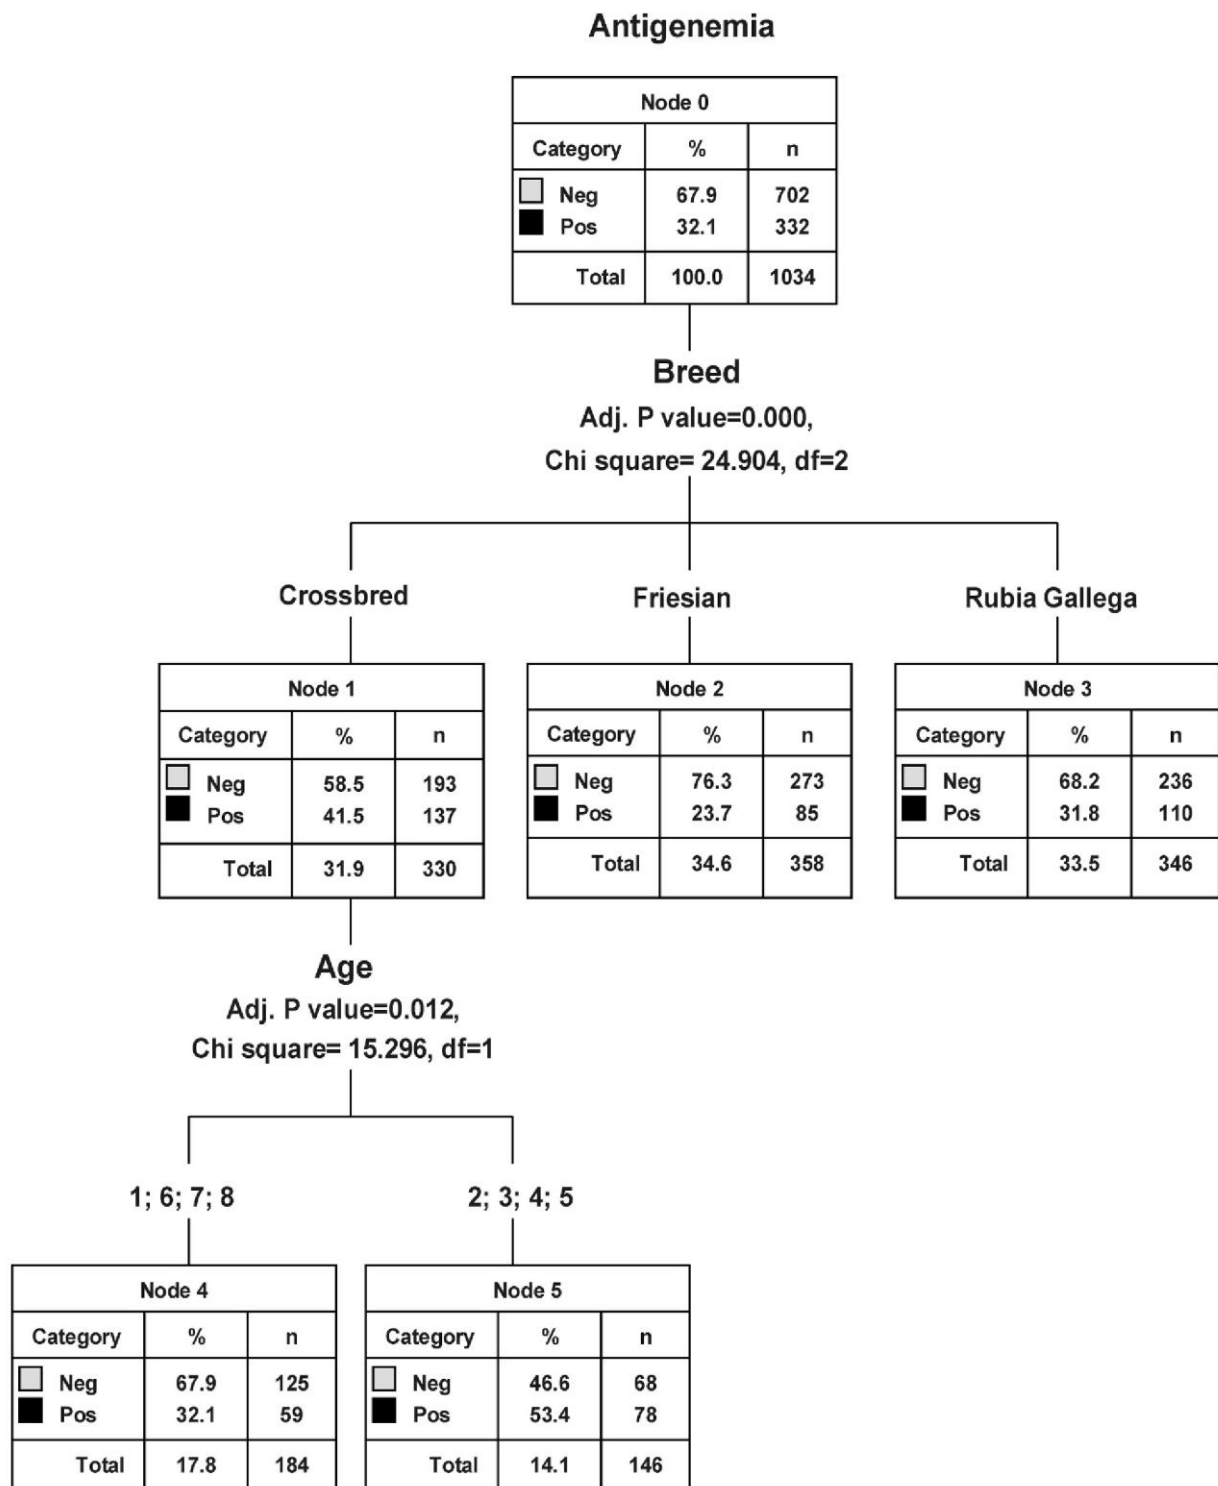 Antigenemia
Node 0
Category % n
Neg 67.9 702
Pos 32.1 332
Total 100.0 1034
Breed
Adj. P value=0.000,
Chi square= 24.904, df=2
Crossbred Friesian Rubia Gallega
Node 1
Category % n
Neg 58.5 193
Pos 41.5 137
Total 31.9 330
Node 2
Category % n
Neg 76.3 273
Pos 23.7 85
Total 34.6 358
Node 3
Category % n
Neg 68.2 236
Pos 31.8 110
Total 33.5 346
Age
Adj. P value=0.012,
Chi square= 15.296, df=1
1; 6; 7; 8 2; 3; 4; 5
Node 4
Category % n
Neg 67.9 125
Pos 32.1 59
Total 17.8 184
Node 5
Category % n
Neg 46.6 68
Pos 53.4 78
Total 14.1 146